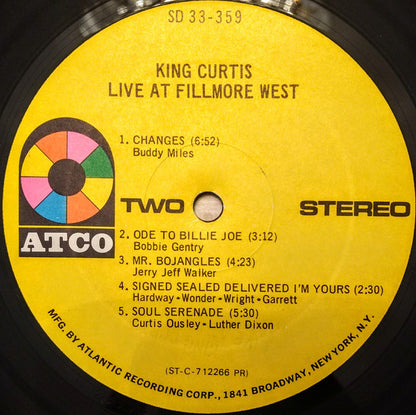 SD 33-359
KING CURTIS
LIVE AT FILLMORE WEST
1. CHANGES (6:52)
Buddy Miles
TWO
STEREO
ATCO
2. ODE TO BILLIE JOE (3:12)
Bobbie Gentry
3. MR. BOJANGLES (4:23)
Jerry Jeff Walker
4. SIGNED SEALED DELIVERED I'M YOURS (2:30)
Hardway-Wonder-Wright-Garrett
5. SOUL SERENADE (5:30)
Curtis Ousley-Luther Dixon
(ST-C-712266 PR)
MFG. BY ATLANTIC RECORDING CORP., 1841 BROADWAY, NEW YORK, N.Y.